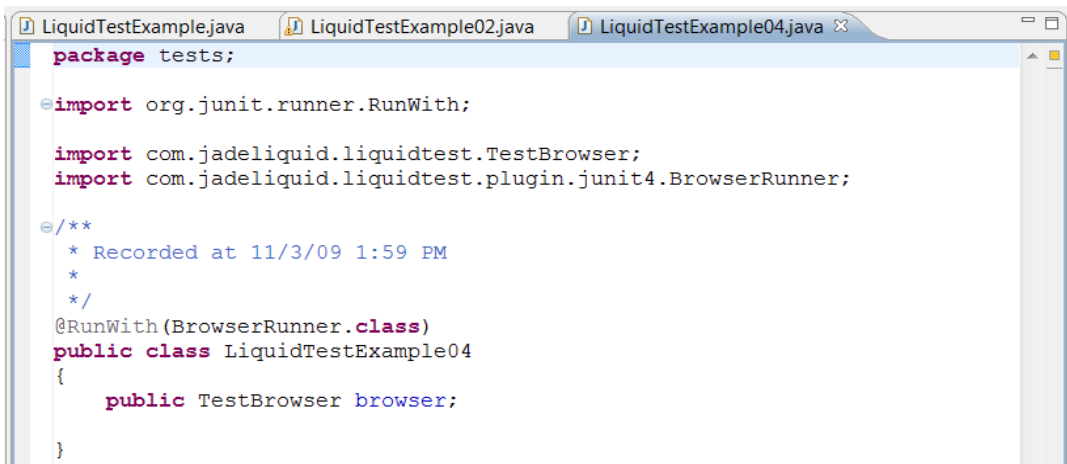 LiquidTestExample.java LiquidTestExample02.java LiquidTestExample04.java
package tests;
import org.junit.runner.RunWith;
import com.jadeliquid.liquidtest.TestBrowser;
import com.jadeliquid.liquidtest.plugin.junit4.BrowserRunner;
/**
* Recorded at 11/3/09 1:59 PM
*
*/
@RunWith(BrowserRunner.class)
public class LiquidTestExample04
{
public TestBrowser browser;
}